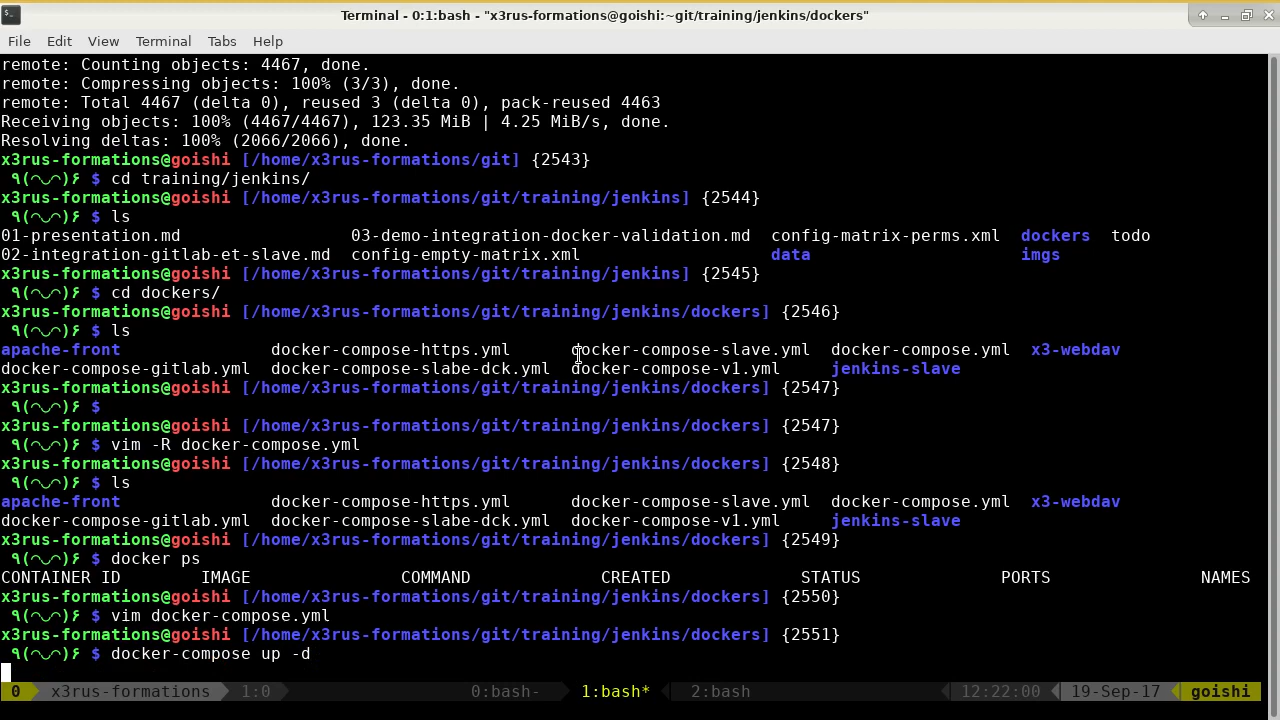 Terminal - 0:1:bash - "x3rus-formations@goishi:~git/training/jenkins/dockers"
File Edit View Terminal Tabs Help
remote: Counting objects: 4467, done.
remote: Compressing objects: 100% (3/3), done.
remote: Total 4467 (delta 0), reused 3 (delta 0), pack-reused 4463
Receiving objects: 100% (4467/4467), 123.35 MiB | 4.25 MiB/s, done.
Resolving deltas: 100% (2066/2066), done.
x3rus-formations@goishi [/home/x3rus-formations/git] {2543}
٩(◠◡◠)۶ $ cd training/jenkins/
x3rus-formations@goishi [/home/x3rus-formations/git/training/jenkins] {2544}
٩(◠◡◠)۶ $ ls
01-presentation.md 03-demo-integration-docker-validation.md config-matrix-perms.xml dockers todo
02-integration-gitlab-et-slave.md config-empty-matrix.xml data imgs
x3rus-formations@goishi [/home/x3rus-formations/git/training/jenkins] {2545}
٩(◠◡◠)۶ $ cd dockers/
x3rus-formations@goishi [/home/x3rus-formations/git/training/jenkins/dockers] {2546}
٩(◠◡◠)۶ $ ls
apache-front docker-compose-https.yml docker-compose-slave.yml docker-compose.yml x3-webdav
docker-compose-gitlab.yml docker-compose-slabe-dck.yml docker-compose-v1.yml jenkins-slave
x3rus-formations@goishi [/home/x3rus-formations/git/training/jenkins/dockers] {2547}
٩(◠◡◠)۶ $
x3rus-formations@goishi [/home/x3rus-formations/git/training/jenkins/dockers] {2547}
٩(◠◡◠)۶ $ vim -R docker-compose.yml
x3rus-formations@goishi [/home/x3rus-formations/git/training/jenkins/dockers] {2548}
٩(◠◡◠)۶ $ ls
apache-front docker-compose-https.yml docker-compose-slave.yml docker-compose.yml x3-webdav
docker-compose-gitlab.yml docker-compose-slabe-dck.yml docker-compose-v1.yml jenkins-slave
x3rus-formations@goishi [/home/x3rus-formations/git/training/jenkins/dockers] {2549}
٩(◠◡◠)۶ $ docker ps
CONTAINER ID IMAGE COMMAND CREATED STATUS PORTS NAMES
x3rus-formations@goishi [/home/x3rus-formations/git/training/jenkins/dockers] {2550}
٩(◠◡◠)۶ $ vim docker-compose.yml
x3rus-formations@goishi [/home/x3rus-formations/git/training/jenkins/dockers] {2551}
٩(◠◡◠)۶ $ docker-compose up -d
0 x3rus-formations 1:0 0:bash- 1:bash* 2:bash 12:22:00 19-Sep-17 goishi